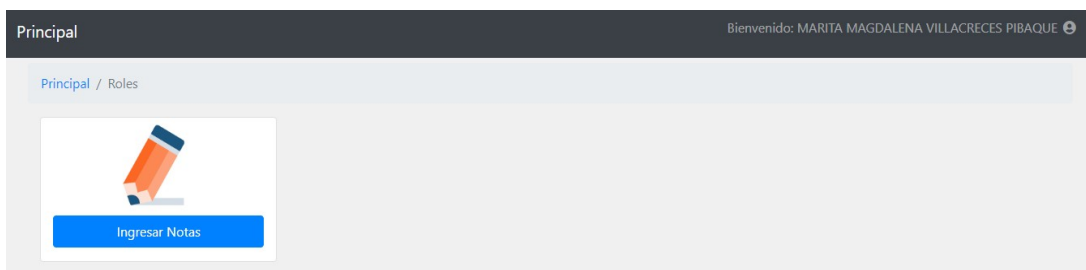 Principal
Bienvenido: MARITA MAGDALENA VILLACRECES PIBAQUE
Principal / Roles
Ingresar Notas